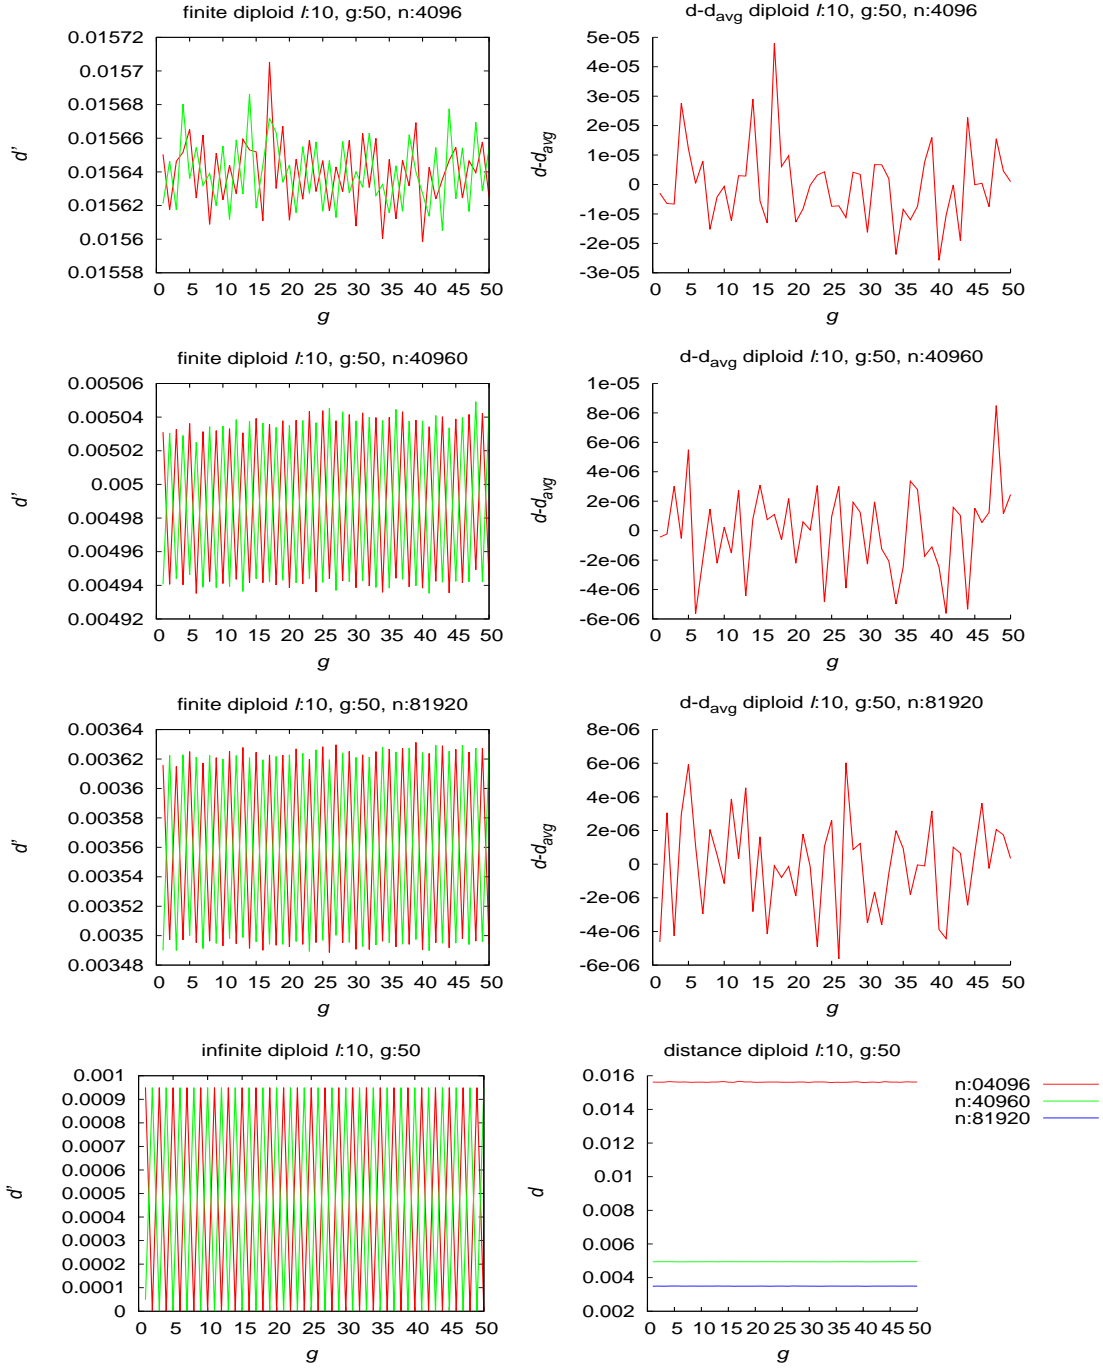 finite diploid l:10, g:50, n:4096
0.01572
0.0157
0.01568
0.01566
0.01564
0.01562
0.0156
0.01558
d'
0 5 10 15 20 25 30 35 40 45 50
g
d-davg diploid l:10, g:50, n:4096
5e-05
4e-05
3e-05
2e-05
1e-05
0
-1e-05
-2e-05
-3e-05
d-davg
0 5 10 15 20 25 30 35 40 45 50
g
finite diploid l:10, g:50, n:40960
0.00506
0.00504
0.00502
0.005
0.00498
0.00496
0.00494
0.00492
d'
0 5 10 15 20 25 30 35 40 45 50
g
d-davg diploid l:10, g:50, n:40960
1e-05
8e-06
6e-06
4e-06
2e-06
0
-2e-06
-4e-06
-6e-06
d-davg
0 5 10 15 20 25 30 35 40 45 50
g
finite diploid l:10, g:50, n:81920
0.00364
0.00362
0.0036
0.00358
0.00356
0.00354
0.00352
0.0035
0.00348
d'
0 5 10 15 20 25 30 35 40 45 50
g
d-davg diploid l:10, g:50, n:81920
8e-06
6e-06
4e-06
2e-06
0
-2e-06
-4e-06
-6e-06
d-davg
0 5 10 15 20 25 30 35 40 45 50
g
infinite diploid l:10, g:50
0.001
0.0009
0.0008
0.0007
0.0006
0.0005
0.0004
0.0003
0.0002
0.0001
0
d'
0 5 10 15 20 25 30 35 40 45 50
g
distance diploid l:10, g:50
0.016
0.014
0.012
0.01
0.008
0.006
0.004
0.002
d
0 5 10 15 20 25 30 35 40 45 50
g
n:04096
n:40960
n:81920